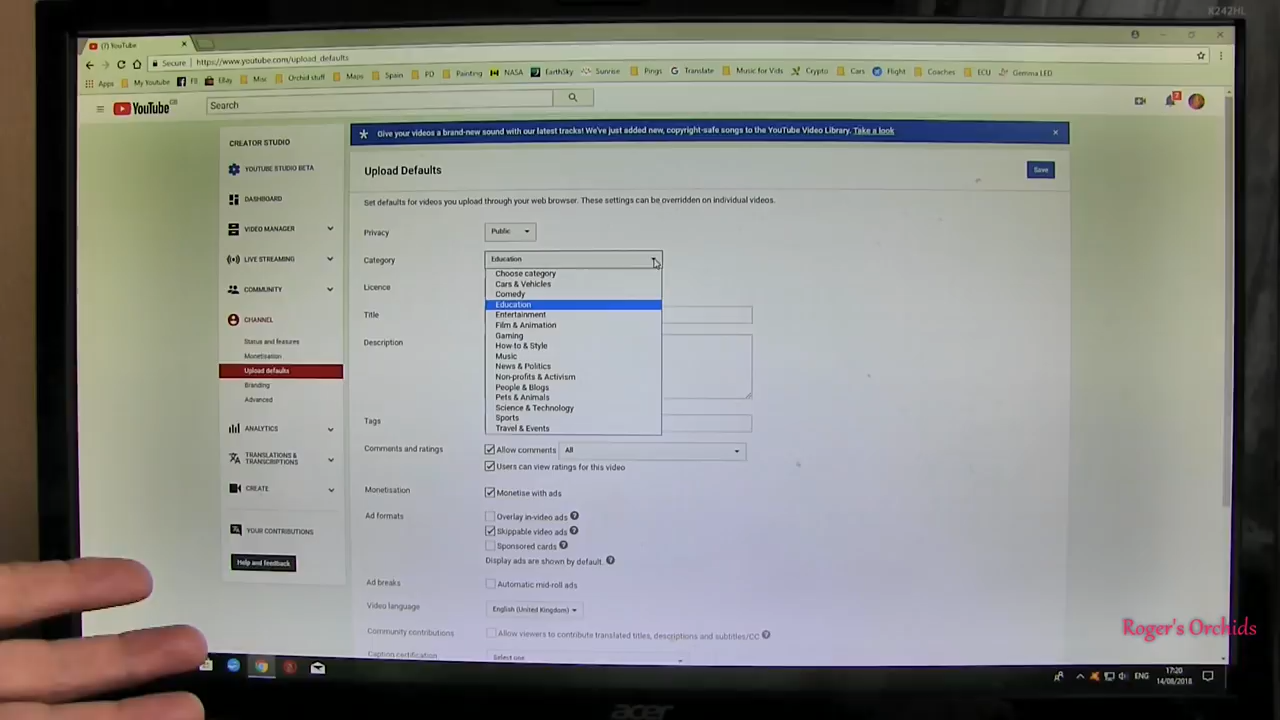 X242HL
(7) YouTube
Secure https://www.youtube.com/upload_defaults
Apps My Youtube FB EBay Misc Orchid stuff Maps Spain PD Painting NASA EarthSky Sunrise Pings Translate Music for Vids Crypto Cars Flight Coaches ECU Gemma LED
YouTube GB Search
CREATOR STUDIO
Give your videos a brand-new sound with our latest tracks! We've just added new, copyright-safe songs to the YouTube Video Library. Take a look
YOUTUBE STUDIO BETA
DASHBOARD
VIDEO MANAGER
LIVE STREAMING
COMMUNITY
CHANNEL
Status and features
Monetisation
Upload defaults
Branding
Advanced
ANALYTICS
TRANSLATIONS &
TRANSCRIPTIONS
CREATE
YOUR CONTRIBUTIONS
Help and feedback
Upload Defaults
Save
Set defaults for videos you upload through your web browser. These settings can be overridden on individual videos.
Privacy Public
Category Education
Choose category
Cars & Vehicles
Comedy
Education
Entertainment
Film & Animation
Gaming
How-to & Style
Music
News & Politics
Non-profits & Activism
People & Blogs
Pets & Animals
Science & Technology
Sports
Travel & Events
Licence
Title
Description
Tags
Comments and ratings Allow comments All
Users can view ratings for this video
Monetisation Monetise with ads
Ad formats Overlay in-video ads
Skippable video ads
Sponsored cards
Display ads are shown by default.
Ad breaks Automatic mid-roll ads
Video language English (United Kingdom)
Community contributions Allow viewers to contribute translated titles, descriptions and subtitles/CC
Caption certification Select one
Roger's Orchids
ENG
17:20
14/08/2018
acer